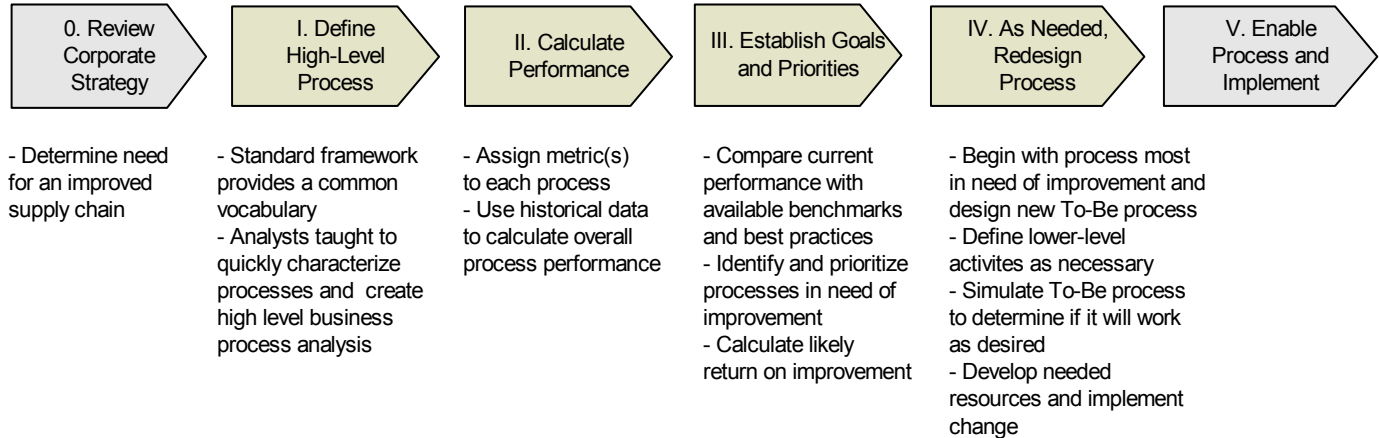 0. Review
Corporate
Strategy
I. Define
High-Level
Process
II. Calculate
Performance
III. Establish Goals
and Priorities
IV. As Needed,
Redesign
Process
V. Enable
Process and
Implement
- Determine need
for an improved
supply chain
- Standard framework
provides a common
vocabulary
- Analysts taught to
quickly characterize
processes and  create
high level business
process analysis
- Assign metric(s)
to each process
- Use historical data
to calculate overall
process performance
- Compare current
performance with
available benchmarks
and best practices
- Identify and prioritize
processes in need of
improvement
- Calculate likely
return on improvement
- Begin with process most
in need of improvement and
design new To-Be process
- Define lower-level
activites as necessary
- Simulate To-Be process
to determine if it will work
as desired
- Develop needed
resources and implement
change